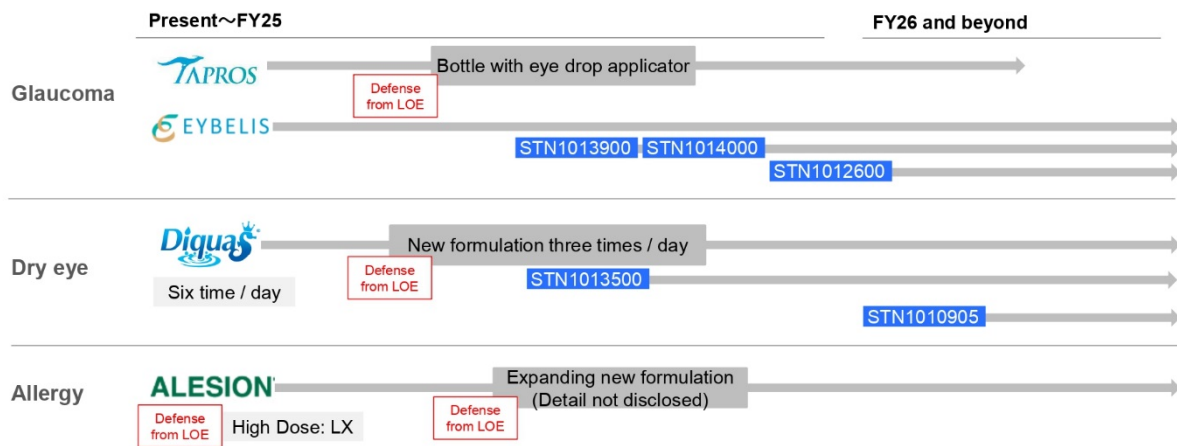 Present～FY25
FY26 and beyond
Glaucoma
TAPROS
Bottle with eye drop applicator
Defense
from LOE
EYBELIS
STN1013900
STN1014000
STN1012600
Dry eye
Diquas
New formulation three times / day
Defense
from LOE
Six time / day
STN1013500
STN1010905
Allergy
ALESION
Expanding new formulation
(Detail not disclosed)
Defense
from LOE
High Dose: LX
Defense
from LOE